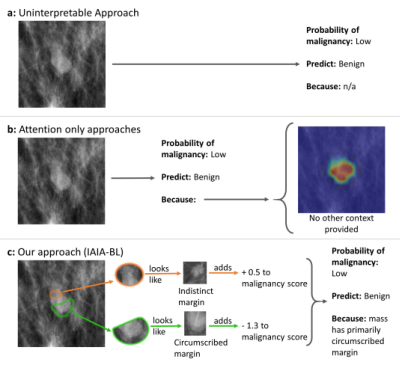 a: Uninterpretable Approach
Probability of
malignancy: Low
Predict: Benign
Because: n/a
b: Attention only approaches
Probability of
malignancy: Low
Predict: Benign
Because:
No other context
provided
c: Our approach (IAIA-BL)
looks
like
Indistinct
margin
adds
+ 0.5 to
malignancy score
looks
like
Circumscribed
margin
adds
- 1.3 to
malignancy score
Probability of
malignancy:
Low
Predict: Benign
Because: mass
has primarily
circumscribed
margin